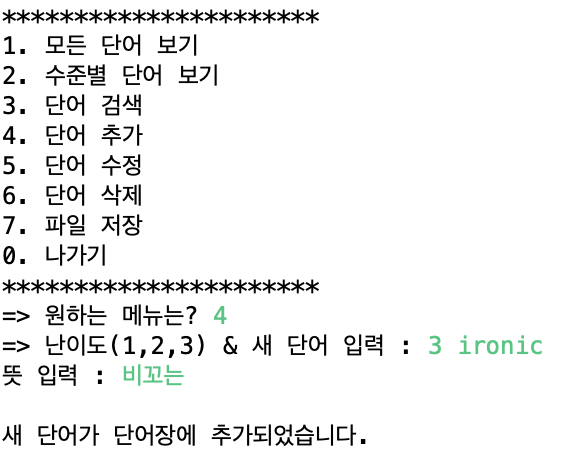 **********************
1. 모든 단어 보기
2. 수준별 단어 보기
3. 단어 검색
4. 단어 추가
5. 단어 수정
6. 단어 삭제
7. 파일 저장
0. 나가기
**********************
=> 원하는 메뉴는? 4
=> 난이도(1,2,3) & 새 단어 입력 : 3 ironic
뜻 입력 : 비꼬는
새 단어가 단어장에 추가되었습니다.